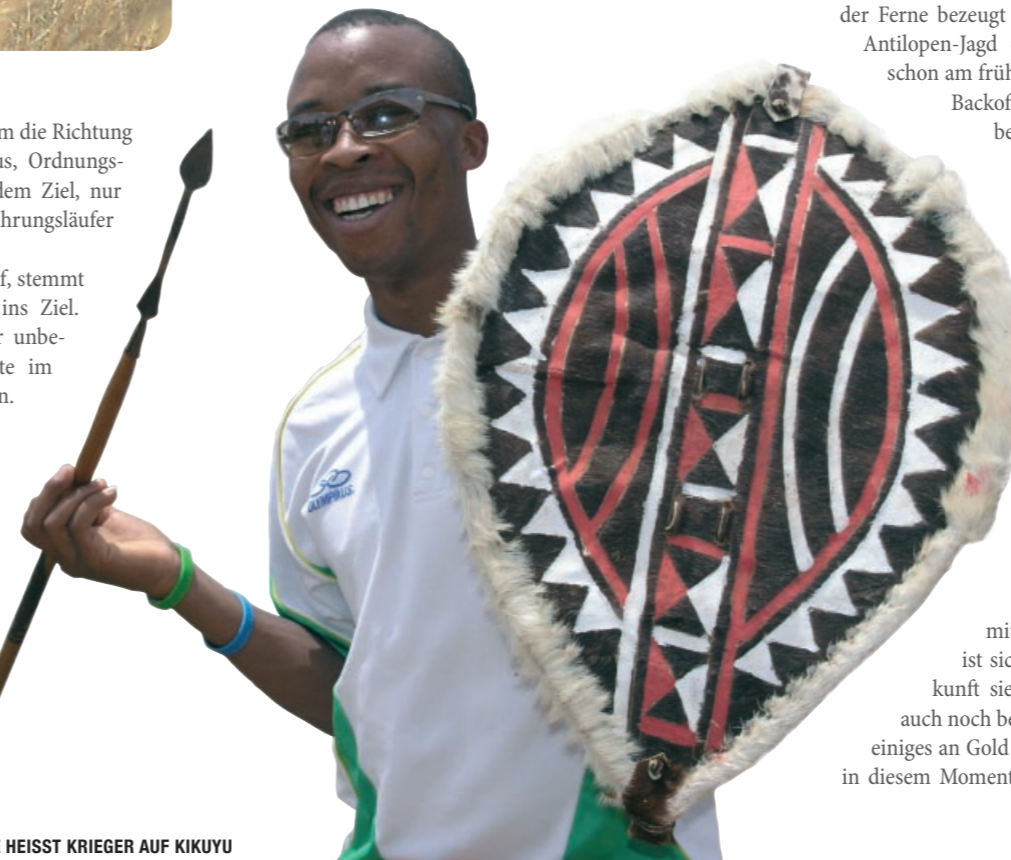 m die Richtung
us, Ordnungs-
dem Ziel, nur
hrungsläufer
f, stemmt
ins Ziel.
r unbe-
te im
n.
OLYMPIKUS
der Ferne bezeugt
Antilopen-Jagd
schon am früh
Backof
be
mi
ist sic
kunft sie
auch noch be
einiges an Gold
in diesem Moment
HEISST KRIEGER AUF KIKUYU